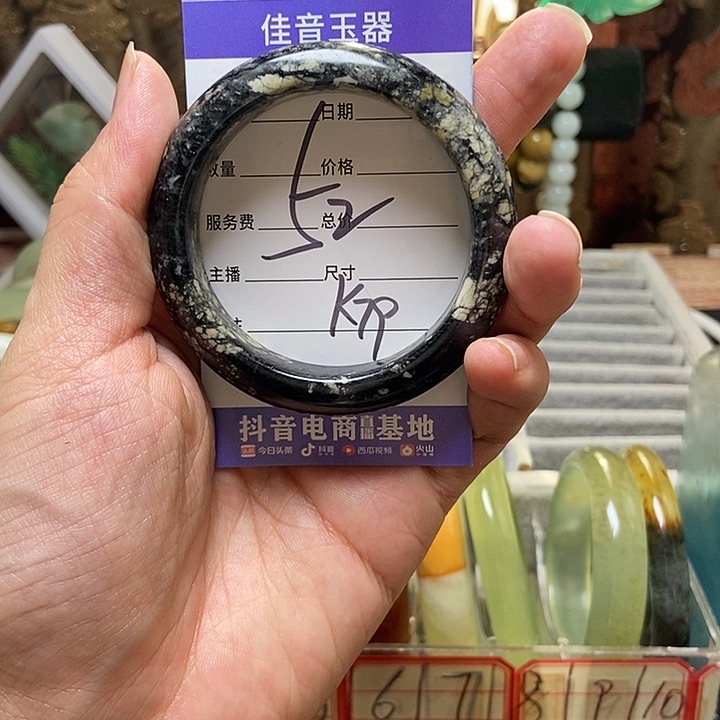 佳音玉器
日期
数量 价格
服务费 总价
主播 尺寸
52
K7P
抖音电商直播基地
今日头条 抖音 西瓜视频 火山
6 7 8 P 10